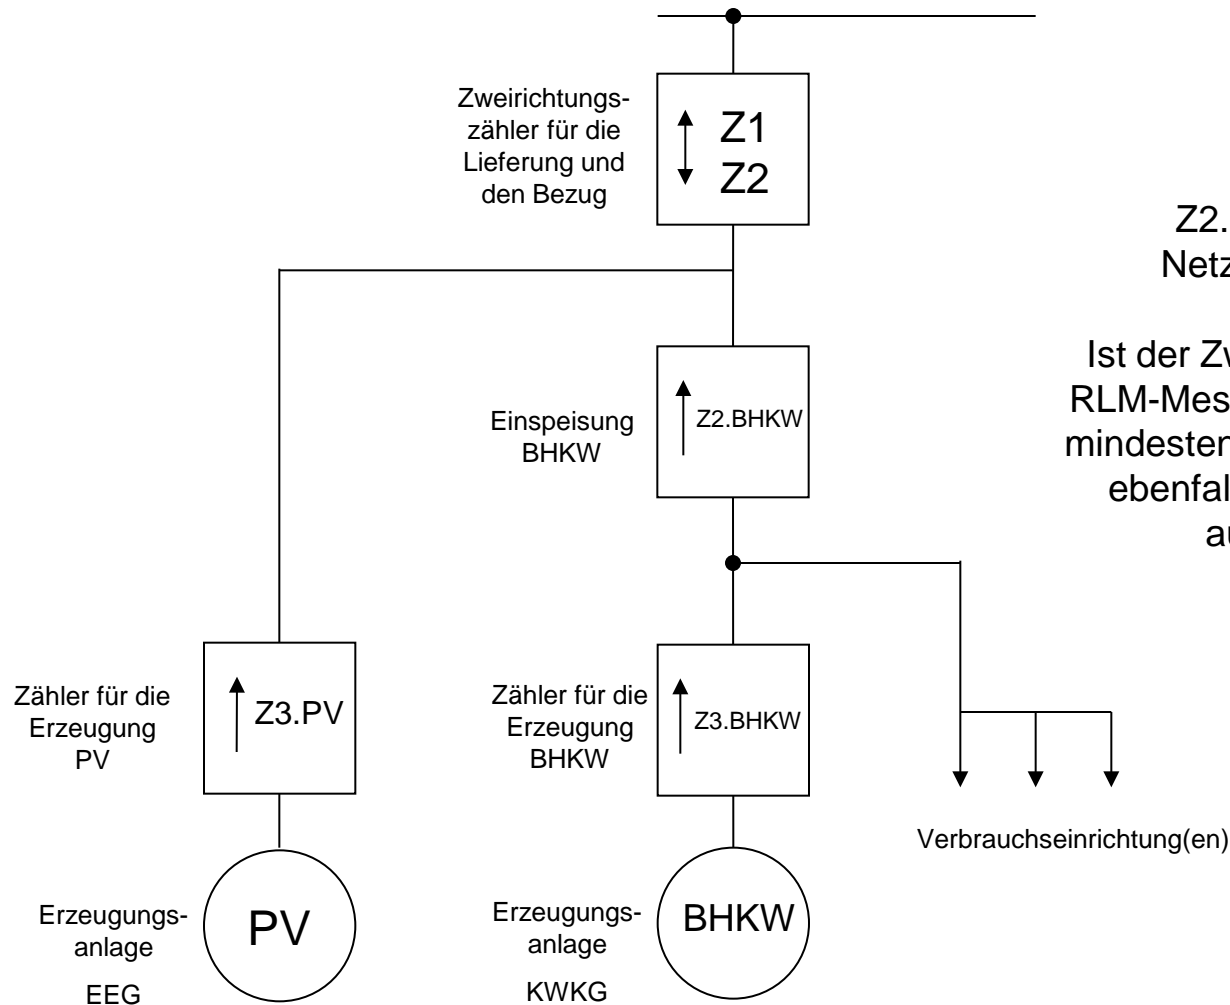 Zweirichtungs-
zähler für die
Lieferung und
den Bezug
Z1
Z2
Z2.
Netz
Ist der Zw
RLM-Mes
mindesten
ebenfal
Einspeisung
BHKW
Z2.BHKW
Zähler für die
Erzeugung
PV
Z3.PV
Zähler für die
Erzeugung
BHKW
Z3.BHKW
Verbrauchseinrichtung(en)
Erzeugungs-
anlage
EEG
PV
Erzeugungs-
anlage
KWKG
BHKW